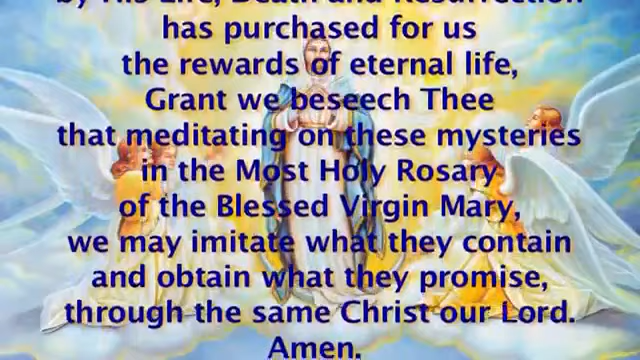 by His Life, Death and Resurrection
has purchased for us
the rewards of eternal life,
Grant we beseech Thee
that meditating on these mysteries
in the Most Holy Rosary
of the Blessed Virgin Mary,
we may imitate what they contain
and obtain what they promise,
through the same Christ our Lord.
Amen.